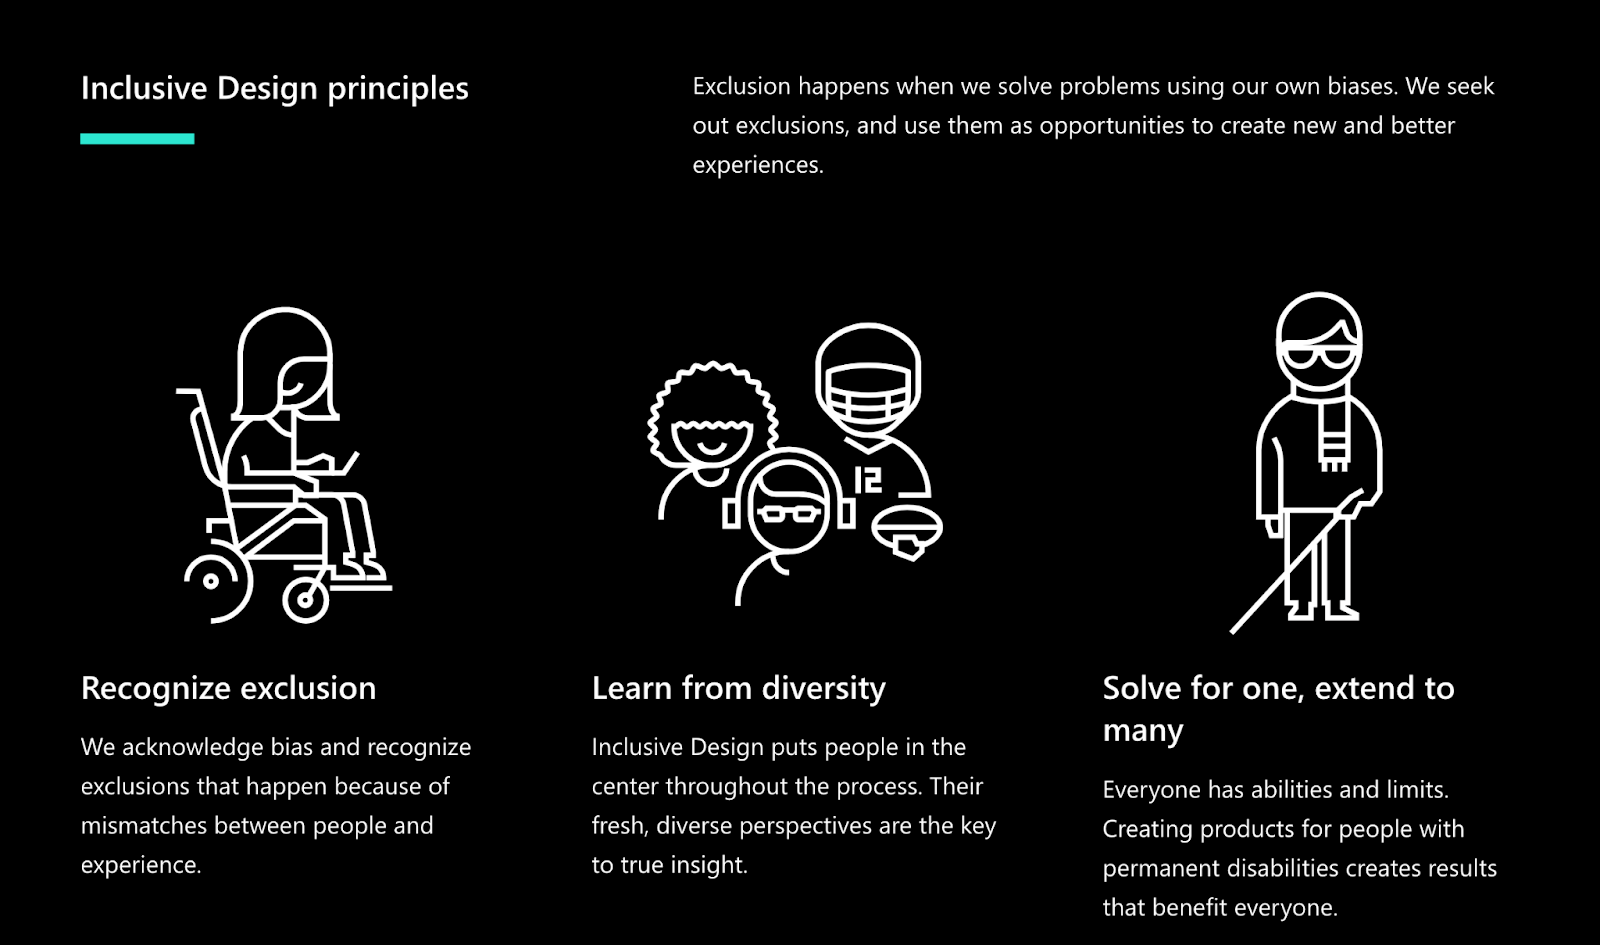 Inclusive Design principles
Exclusion happens when we solve problems using our own biases. We seek
out exclusions, and use them as opportunities to create new and better
experiences.
12
Recognize exclusion
We acknowledge bias and recognize
exclusions that happen because of
mismatches between people and
experience.
Learn from diversity
Inclusive Design puts people in the
center throughout the process. Their
fresh, diverse perspectives are the key
to true insight.
Solve for one, extend to
many
Everyone has abilities and limits.
Creating products for people with
permanent disabilities creates results
that benefit everyone.